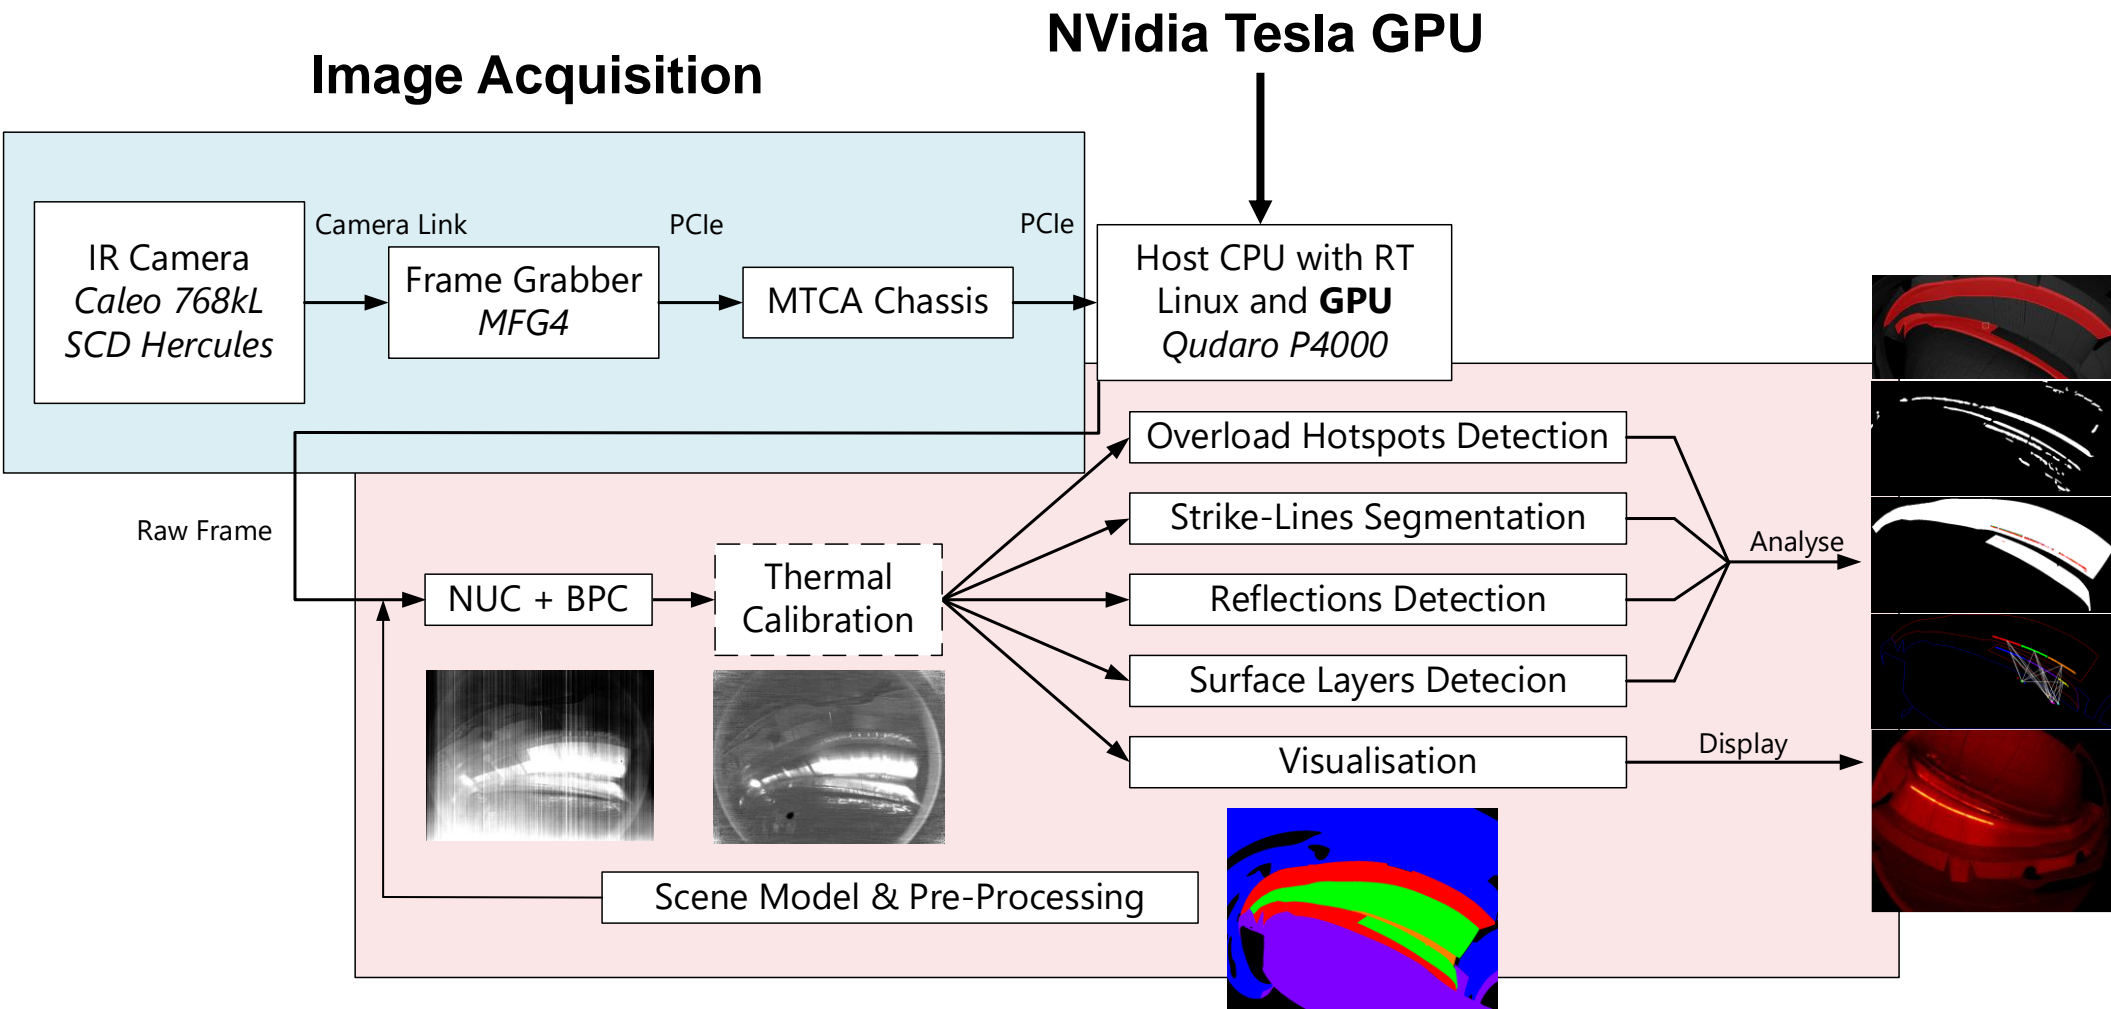 NVidia Tesla GPU
Image Acquisition
Camera Link
PCIe
PCIe
IR Camera
Caleo 768kL
SCD Hercules
Frame Grabber
MFG4
MTCA Chassis
Host CPU with RT
Linux and GPU
Qudaro P4000
Raw Frame
NUC + BPC
Thermal
Calibration
Overload Hotspots Detection
Strike-Lines Segmentation
Reflections Detection
Surface Layers Detecion
Visualisation
Analyse
Display
Scene Model & Pre-Processing